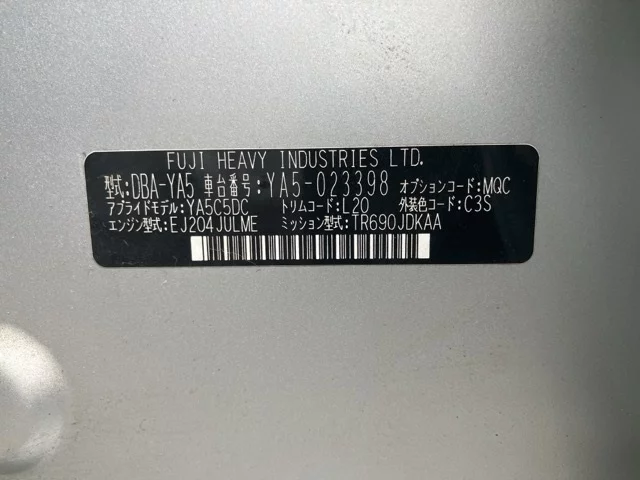 FUJI HEAVY INDUSTRIES LTD.
型式:DBA-YA5 車台番号:YA5-023398 オプションコード:MQC
アプライドモデル:YA5C5DC トリムコード:L20 外装色コード:C3S
エンジン型式:EJ204JULME ミッション型式:TR690JDKAA